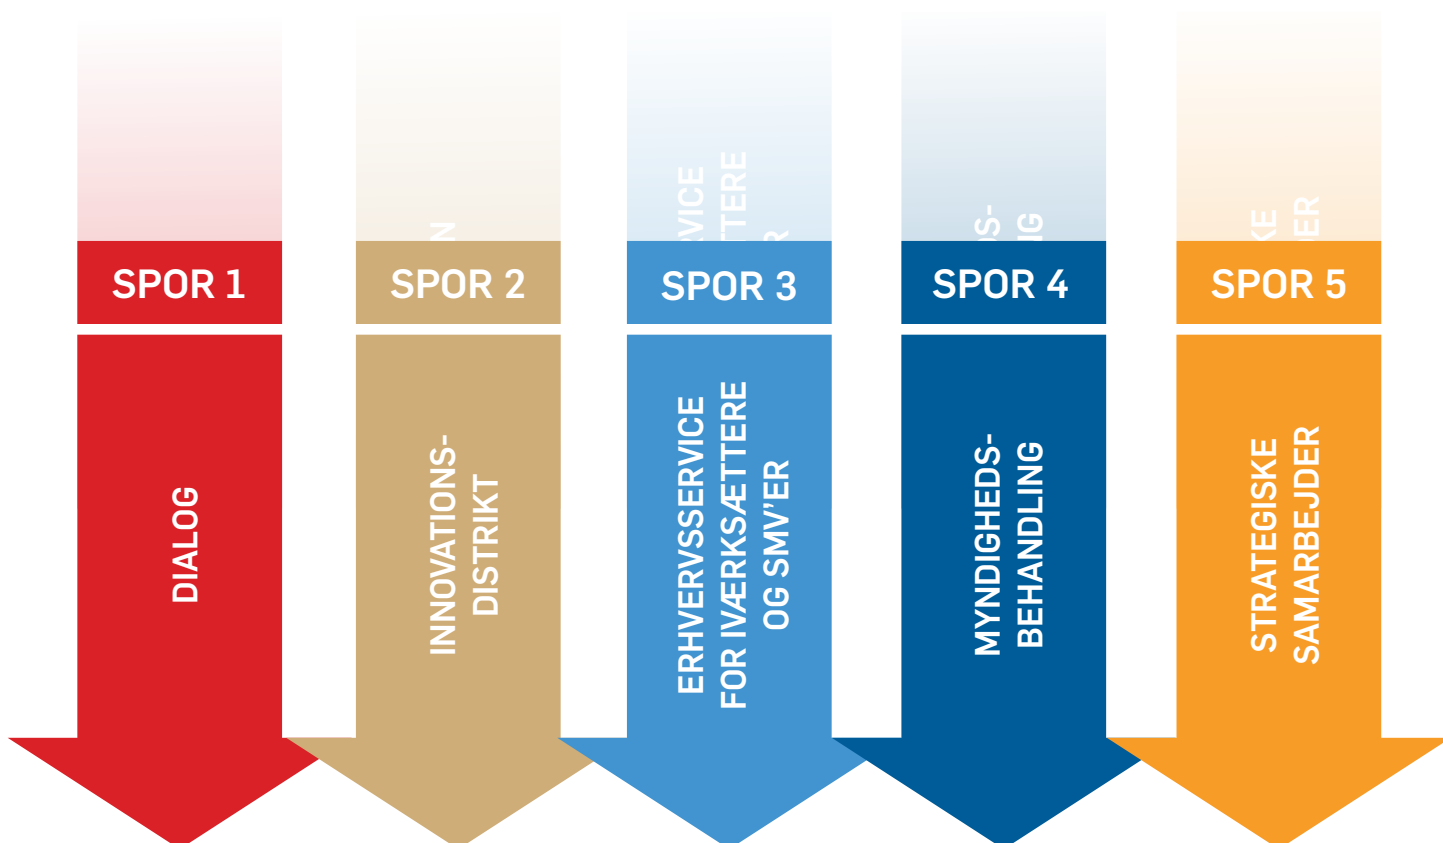 SPOR 1
DIALOG
SPOR 2
INNOVATIONS-
DISTRIKT
SPOR 3
ERHVERVSSERVICE
FOR IVÆRKSÆTTERE
OG SMV'ER
SPOR 4
MYNDIGHEDS-
BEHANDLING
SPOR 5
STRATEGISKE
SAMARBEJDER